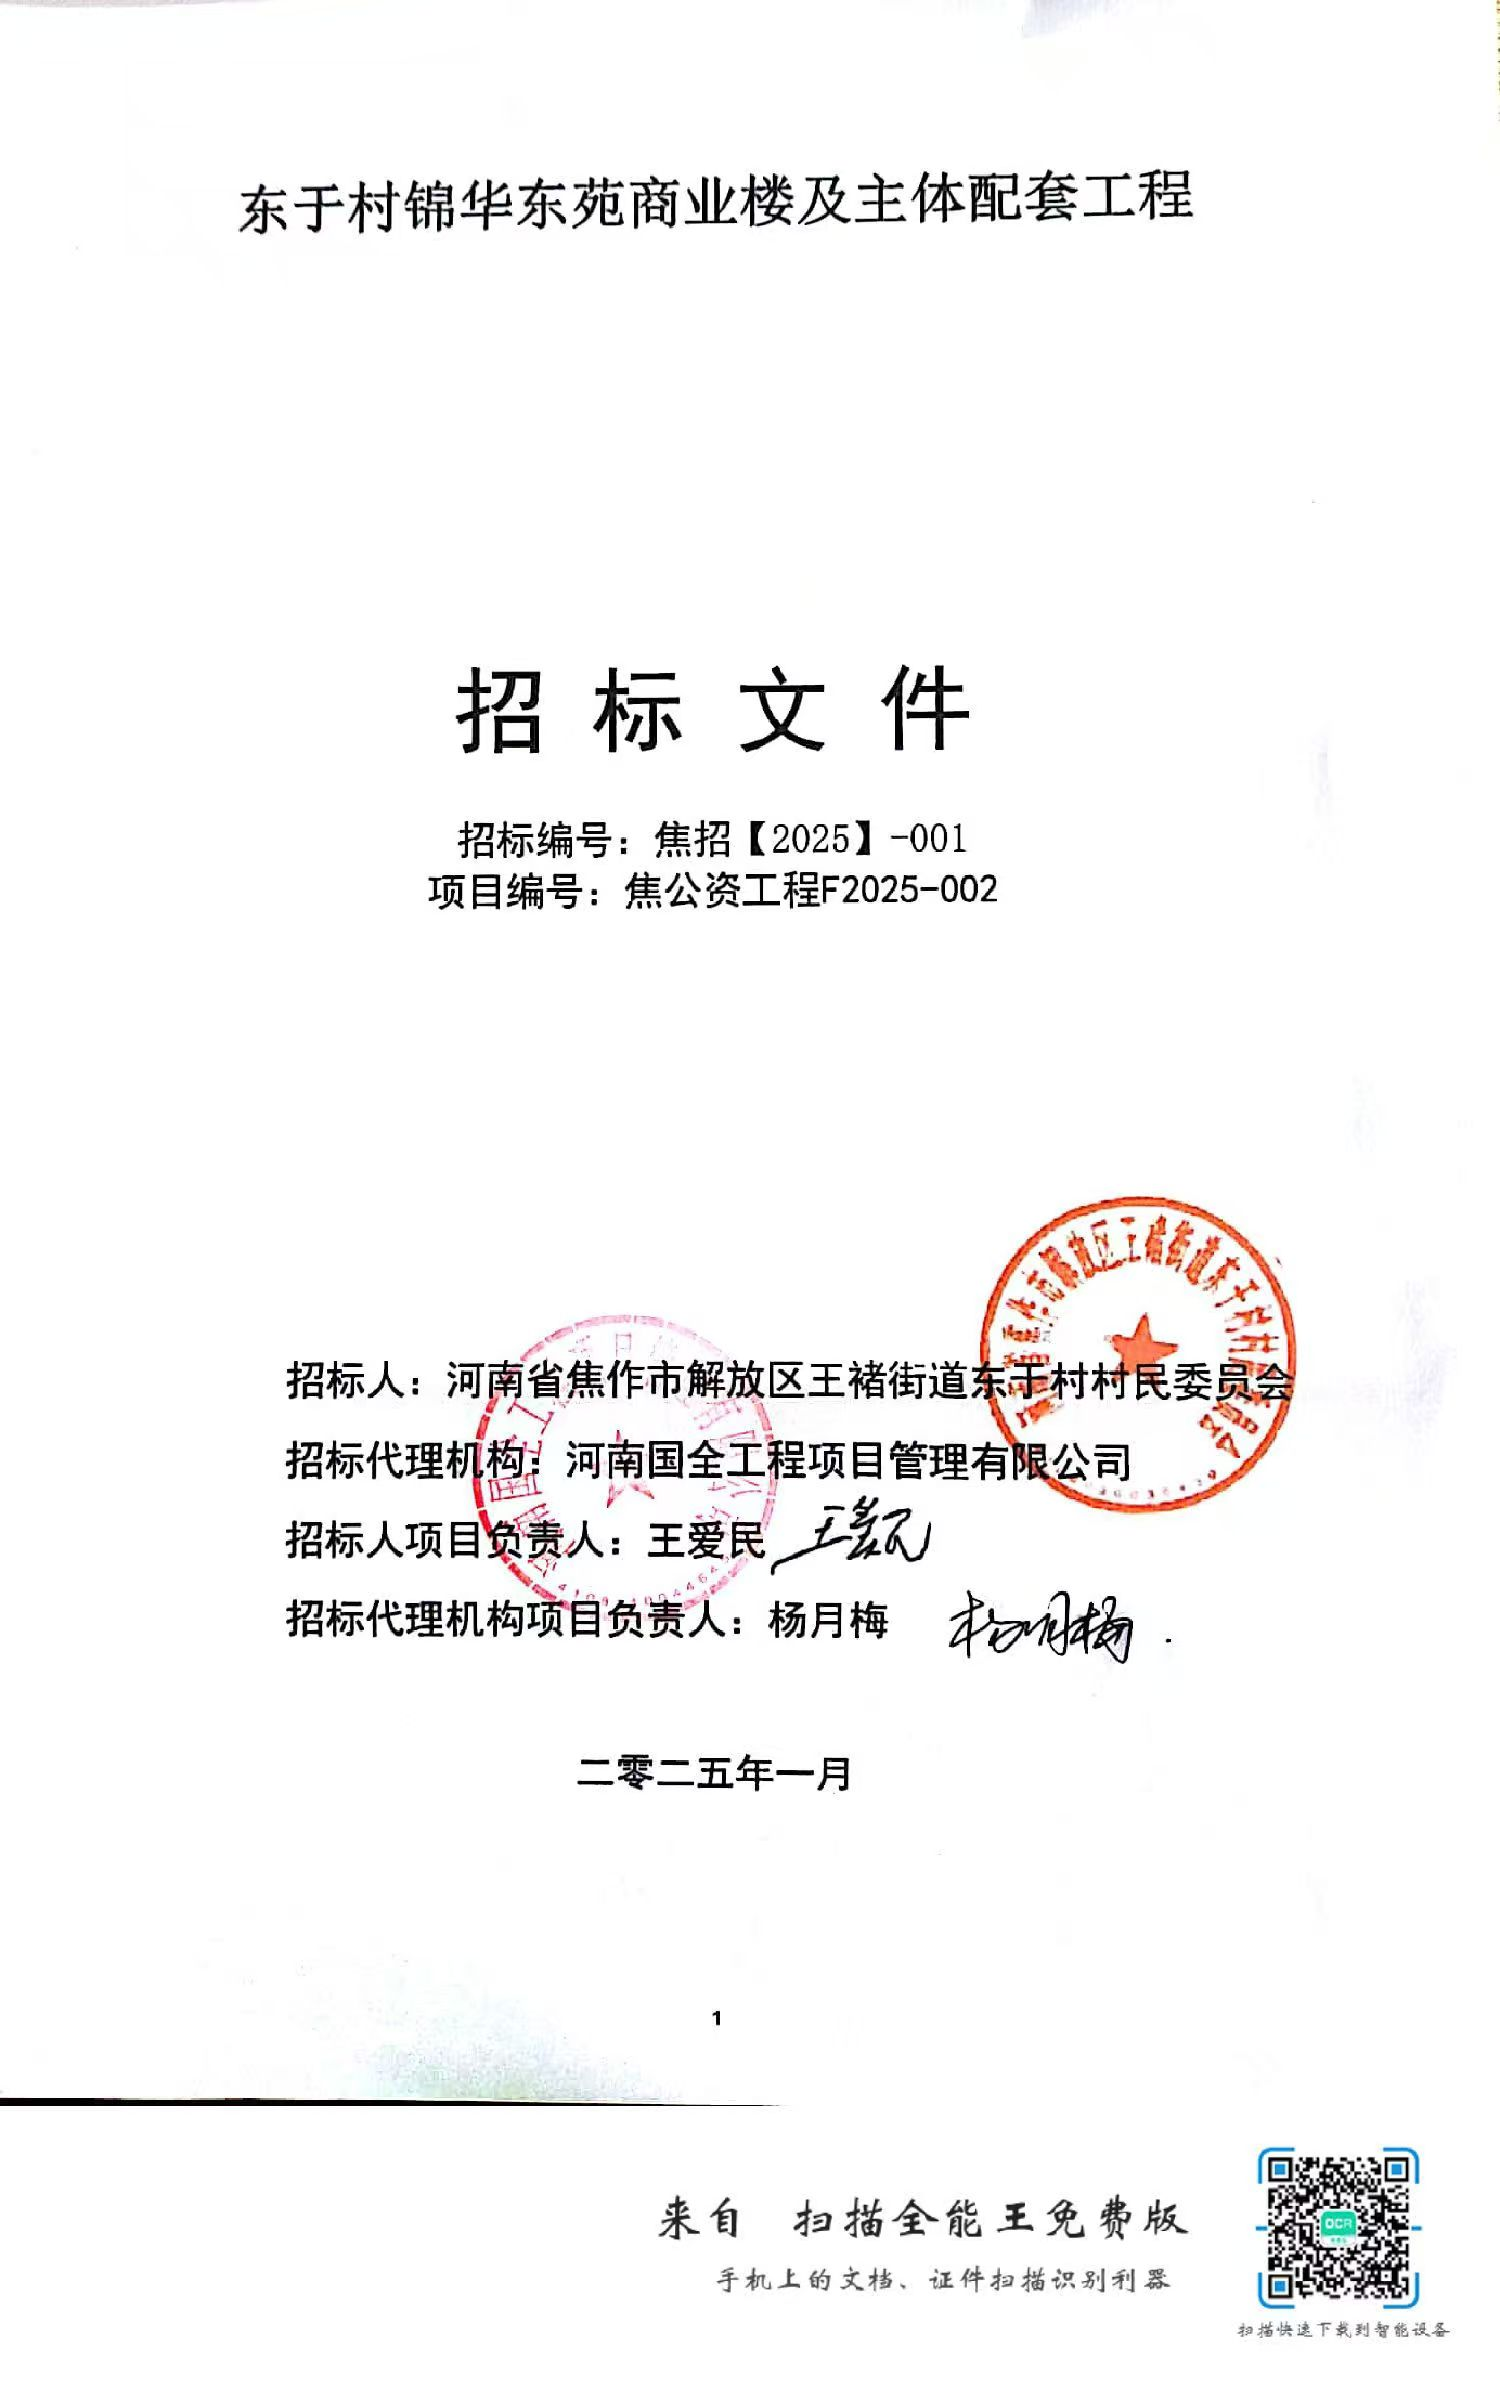 东于村锦华东苑商业楼及主体配套工程
招标文件
招标编号：焦招【2025】-001
项目编号：焦公资工程F2025-002
招标人：河南省焦作市解放区王褚街道东于村村民委员会
招标代理机构：河南国全工程项目管理有限公司
招标人项目负责人：王爱民 王爱民
招标代理机构项目负责人：杨月梅 杨月梅
二零二五年一月
1
来自 扫描全能王免费版
手机上的文档、证件扫描识别利器
OCR
扫描快速下载到智能设备